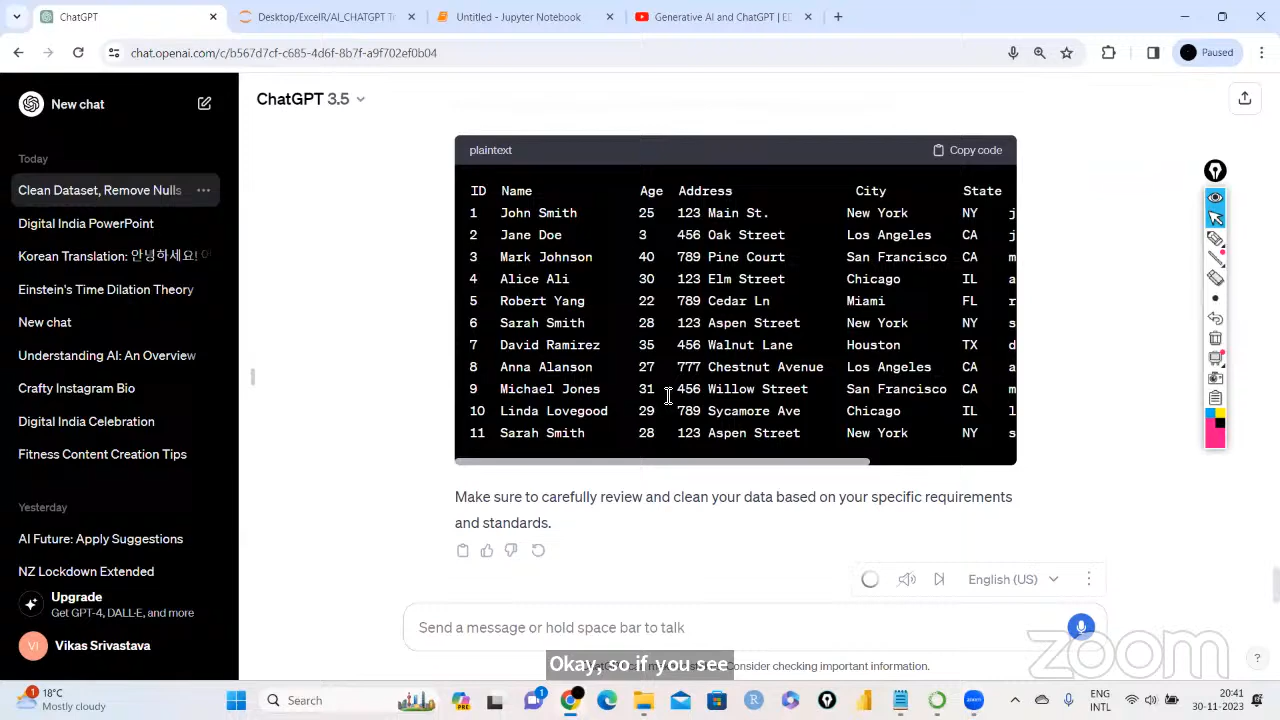 ChatGPT
Desktop/ExcelR/AI_CHATGPT T
Untitled - Jupyter Notebook
Generative AI and ChatGPT | E
chat.openai.com/c/b567d7cf-c685-4d6f-8b7f-a9f702ef0b04
Paused
New chat
ChatGPT 3.5
Today
Clean Dataset, Remove Nulls
Digital India PowerPoint
Korean Translation: 안녕하세요! 이
Einstein's Time Dilation Theory
New chat
Understanding AI: An Overview
Crafty Instagram Bio
Digital India Celebration
Fitness Content Creation Tips
Yesterday
AI Future: Apply Suggestions
NZ Lockdown Extended
Upgrade
Get GPT-4, DALL·E, and more
VI Vikas Srivastava
plaintext Copy code
ID Name Age Address City State
1 John Smith 25 123 Main St. New York NY j
2 Jane Doe 3 456 Oak Street Los Angeles CA j
3 Mark Johnson 40 789 Pine Court San Francisco CA m
4 Alice Ali 30 123 Elm Street Chicago IL a
5 Robert Yang 22 789 Cedar Ln Miami FL r
6 Sarah Smith 28 123 Aspen Street New York NY s
7 David Ramirez 35 456 Walnut Lane Houston TX d
8 Anna Alanson 27 777 Chestnut Avenue Los Angeles CA a
9 Michael Jones 31 456 Willow Street San Francisco CA m
10 Linda Lovegood 29 789 Sycamore Ave Chicago IL l
11 Sarah Smith 28 123 Aspen Street New York NY s
Make sure to carefully review and clean your data based on your specific requirements
and standards.
English (US)
Send a message or hold space bar to talk
Okay, so if you see
Consider checking important information.
zoom
?
1
18°C
Mostly cloudy
Search
1
ENG
INTL
20:41
30-11-2023